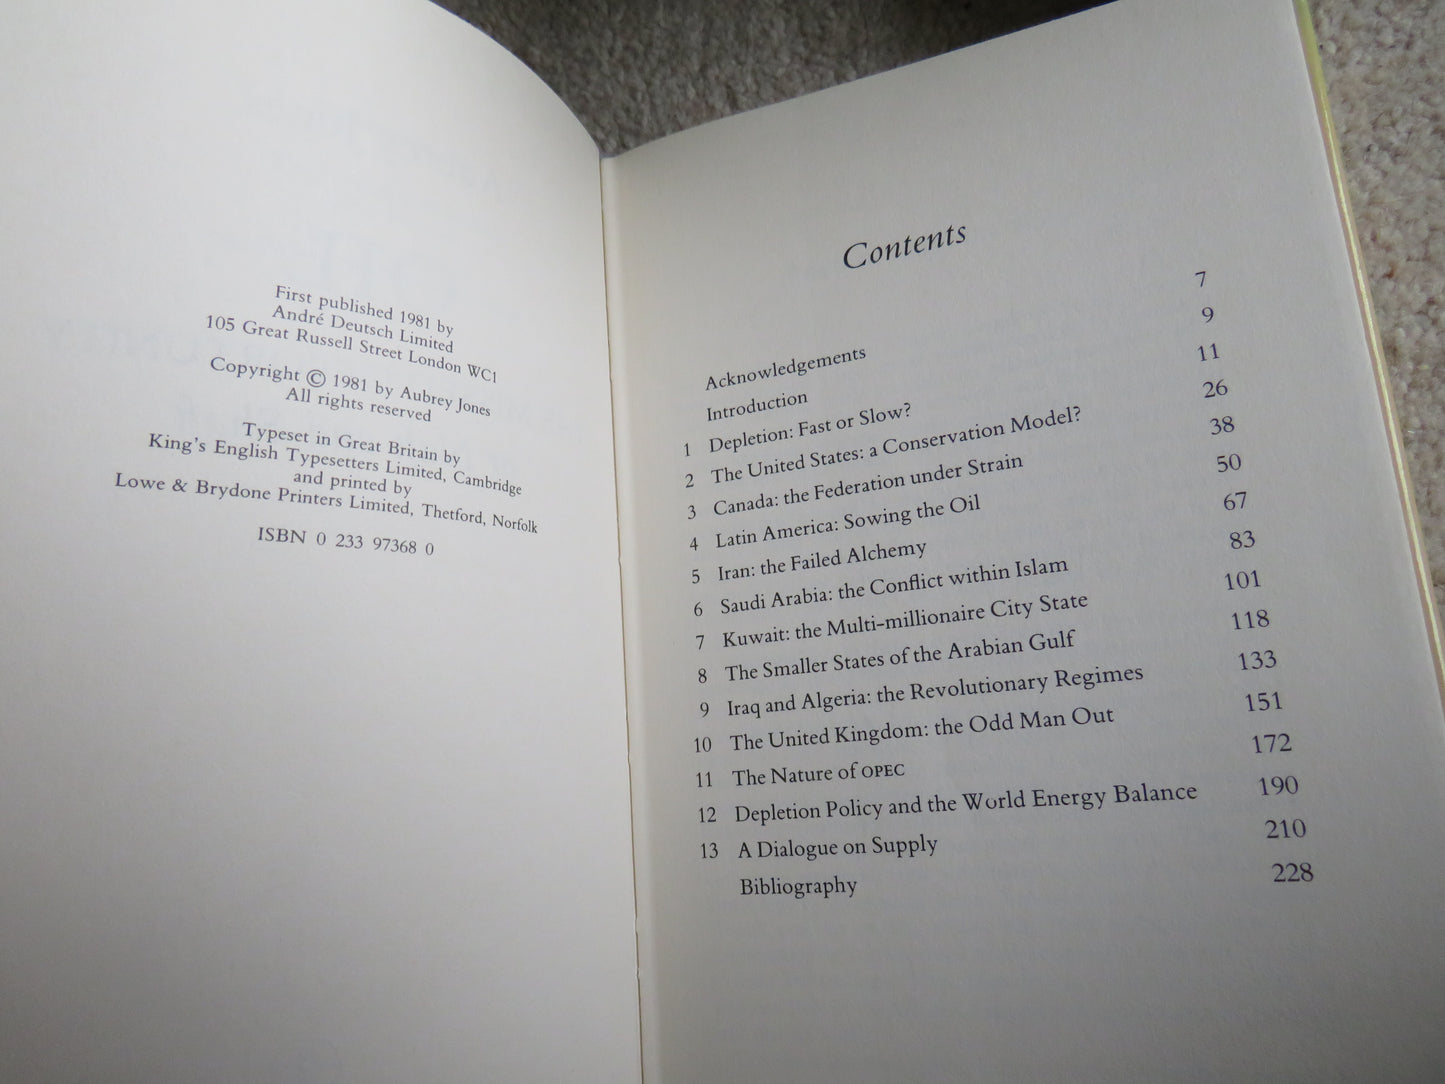 First published 1981 by
André Deutsch Limited
105 Great Russell Street London WC1
Copyright © 1981 by Aubrey Jones
All rights reserved
Typeset in Great Britain by
King's English Typesetters Limited, Cambridge
and printed by
Lowe & Brydone Printers Limited, Thetford, Norfolk
ISBN 0 233 97368 0
Contents
Acknowledgements 7
Introduction 9
1 Depletion: Fast or Slow? 11
2 The United States: a Conservation Model? 26
3 Canada: the Federation under Strain 38
4 Latin America: Sowing the Oil 50
5 Iran: the Failed Alchemy 67
6 Saudi Arabia: the Conflict within Islam 83
7 Kuwait: the Multi-millionaire City State 101
8 The Smaller States of the Arabian Gulf 118
9 Iraq and Algeria: the Revolutionary Regimes 133
10 The United Kingdom: the Odd Man Out 151
11 The Nature of OPEC 172
12 Depletion Policy and the World Energy Balance 190
13 A Dialogue on Supply 210
Bibliography 228